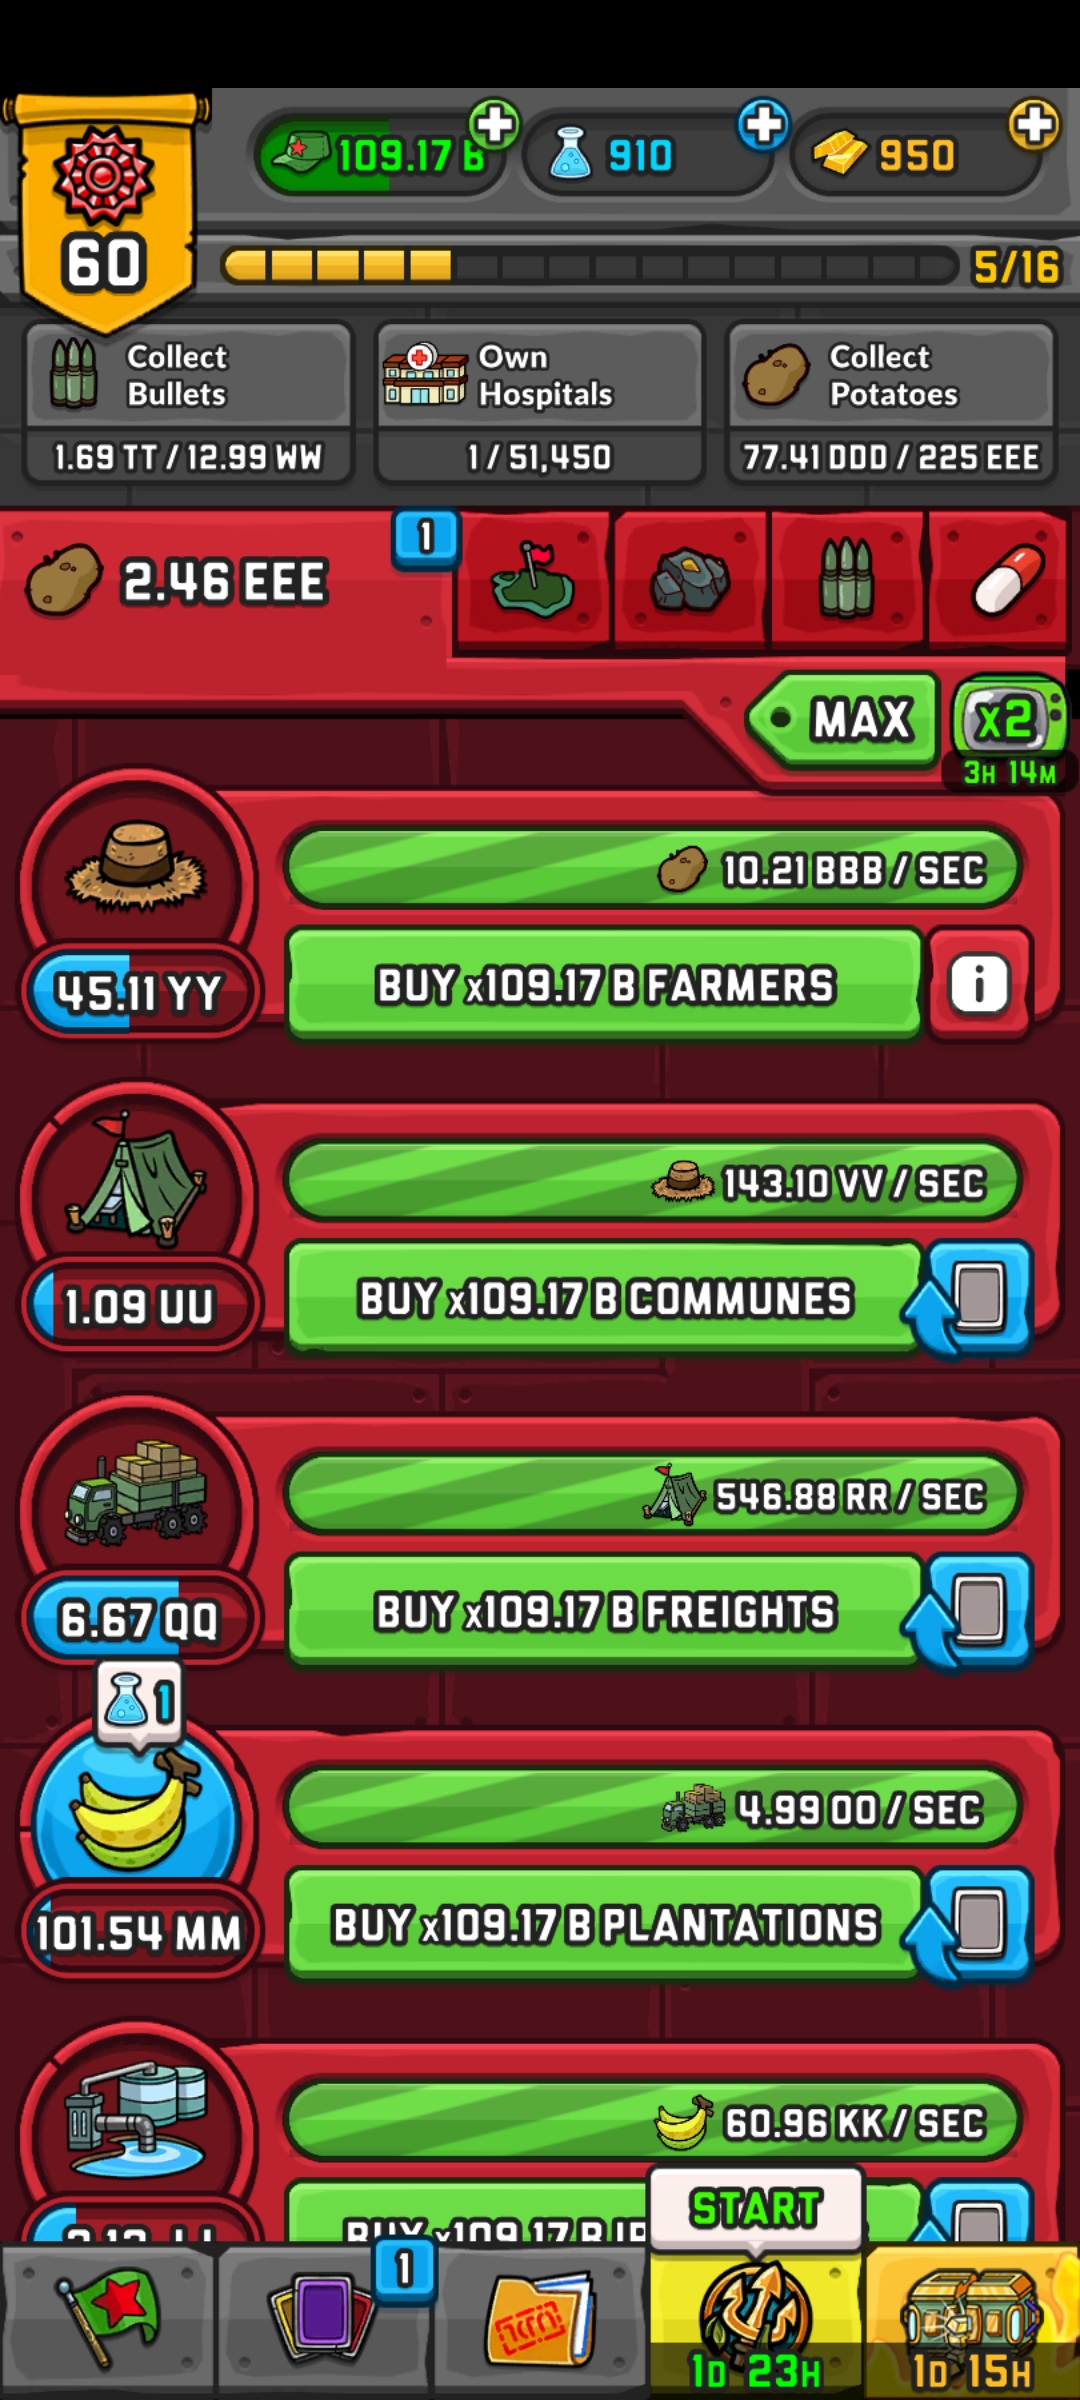 109.17 B
910
950
60
5/16
Collect
Bullets
1.69 TT / 12.99 WW
Own
Hospitals
1 / 51,450
Collect
Potatoes
77.41 DDD / 225 EEE
2.46 EEE
1
MAX
x2
3H 14M
10.21 BBB / SEC
45.11 YY
BUY x109.17 B FARMERS
i
143.10 VV / SEC
1.09 UU
BUY x109.17 B COMMUNES
546.88 RR / SEC
6.67 QQ
BUY x109.17 B FREIGHTS
1
4.99 OO / SEC
101.54 MM
BUY x109.17 B PLANTATIONS
60.96 KK / SEC
BUY x109.17 B
START
1
1D 23H
1D 15H